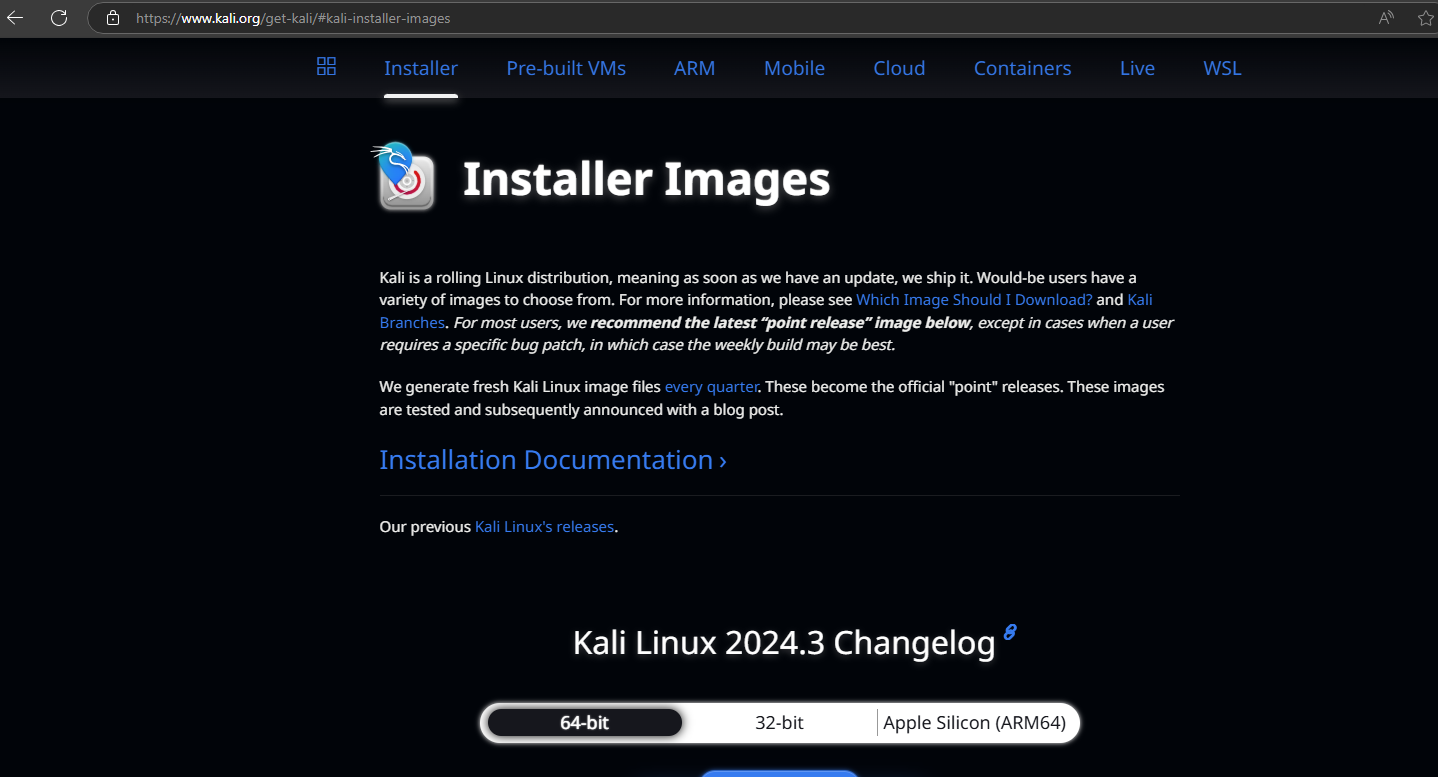 https://www.kali.org/get-kali/#kali-installer-images
Installer Pre-built VMs ARM Mobile Cloud Containers Live WSL
Installer Images
Kali is a rolling Linux distribution, meaning as soon as we have an update, we ship it. Would-be users have a
variety of images to choose from. For more information, please see Which Image Should I Download? and Kali
Branches. For most users, we recommend the latest “point release” image below, except in cases when a user
requires a specific bug patch, in which case the weekly build may be best.
We generate fresh Kali Linux image files every quarter. These become the official "point" releases. These images
are tested and subsequently announced with a blog post.
Installation Documentation ›
Our previous Kali Linux's releases.
Kali Linux 2024.3 Changelog
64-bit 32-bit Apple Silicon (ARM64)